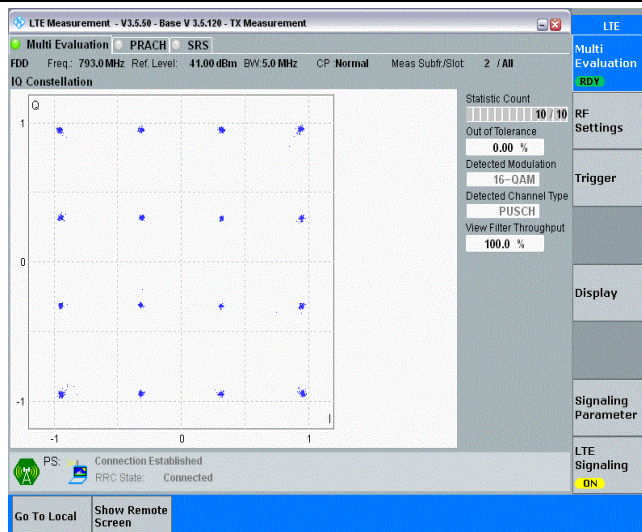 LTE Measurement - V3.5.50 - Base V 3.5.120 - TX Measurement
LTE
Multi Evaluation PRACH SRS
Multi
Evaluation
RDY
FDD Freq.: 793.0 MHz Ref. Level: 41.00 dBm BW:5.0 MHz CP :Normal Meas Subfr./Slot: 2 / All
IQ Constellation
Q
1
0
-1
-1 0 1
I
Statistic Count
10 / 10
Out of Tolerance
0.00 %
Detected Modulation
16-QAM
Detected Channel Type
PUSCH
View Filter Throughput
100.0 %
RF
Settings
Trigger
Display
Signaling
Parameter
LTE
Signaling
ON
PS: Connection Established
RRC State: Connected
Go To Local
Show Remote
Screen